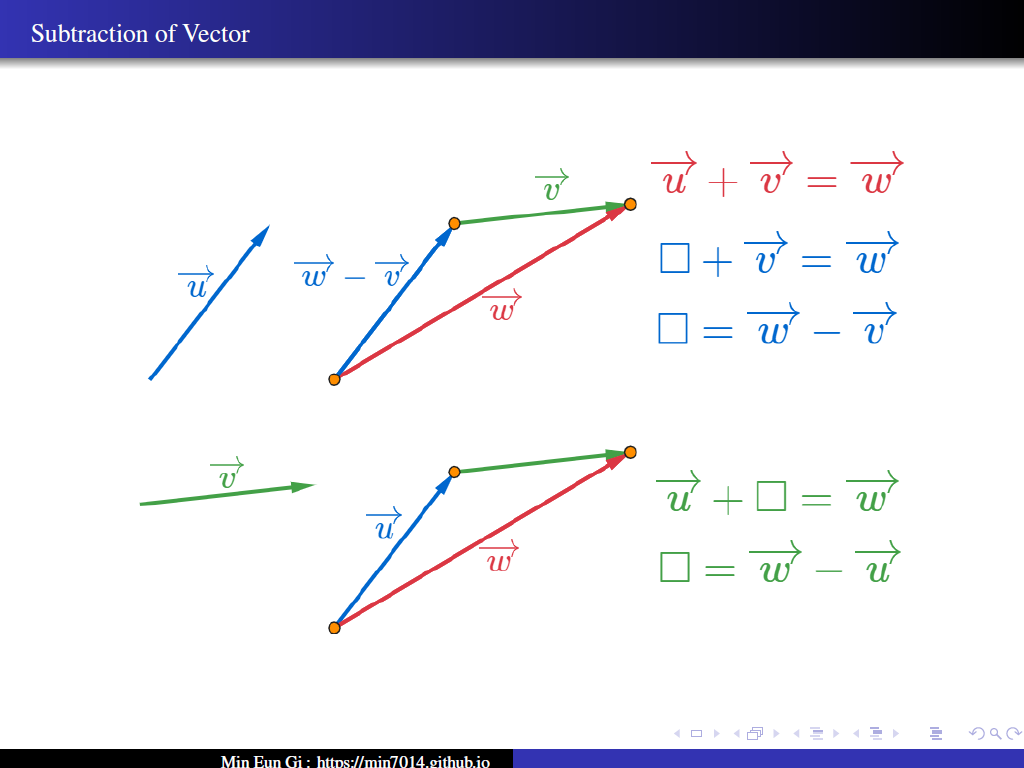 Subtraction of Vector
$\overrightarrow{u} + \overrightarrow{v} = \overrightarrow{w}$
$\overrightarrow{v}$
$\overrightarrow{u}$
$\overrightarrow{w} - \overrightarrow{v}$
$\square + \overrightarrow{v} = \overrightarrow{w}$
$\overrightarrow{w}$
$\square = \overrightarrow{w} - \overrightarrow{v}$
$\overrightarrow{v}$
$\overrightarrow{u}$
$\overrightarrow{w}$
$\overrightarrow{u} + \square = \overrightarrow{w}$
$\square = \overrightarrow{w} - \overrightarrow{u}$
Min Eun Gi : https://min7014.github.io